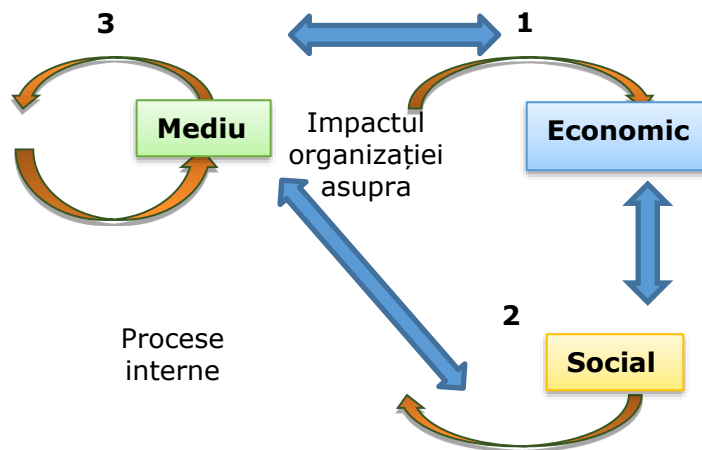 3
1
Mediu
Impactul
organizației
asupra
Economic
2
Procese
interne
Social